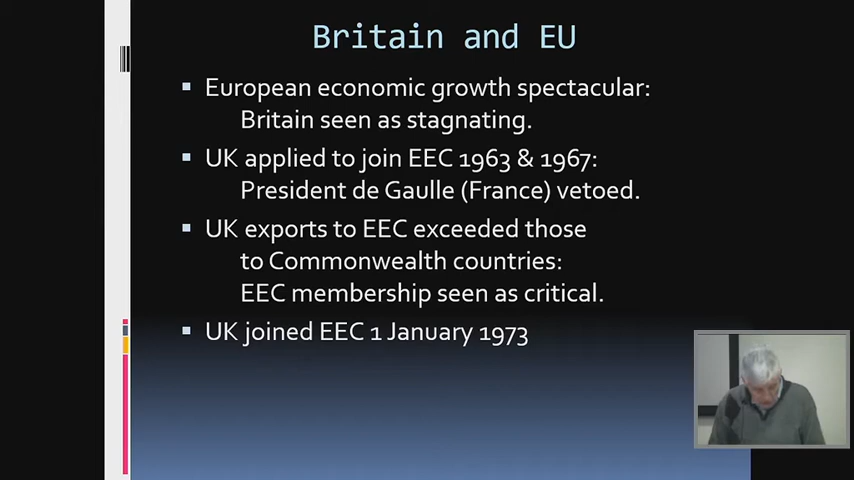 Britain and EU
▪ European economic growth spectacular:
Britain seen as stagnating.
▪ UK applied to join EEC 1963 & 1967:
President de Gaulle (France) vetoed.
▪ UK exports to EEC exceeded those
to Commonwealth countries:
EEC membership seen as critical.
▪ UK joined EEC 1 January 1973